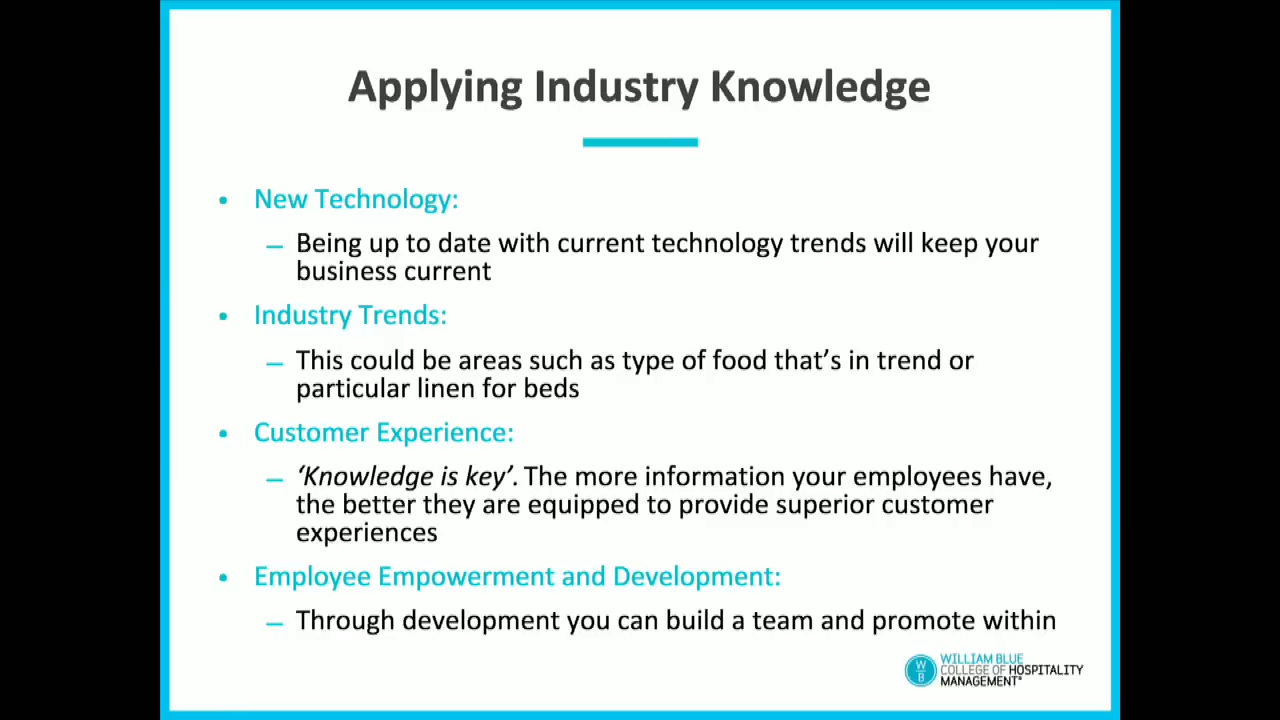 Applying Industry Knowledge
• New Technology:
– Being up to date with current technology trends will keep your
business current
• Industry Trends:
– This could be areas such as type of food that’s in trend or
particular linen for beds
• Customer Experience:
– ‘Knowledge is key’. The more information your employees have,
the better they are equipped to provide superior customer
experiences
• Employee Empowerment and Development:
– Through development you can build a team and promote within
W
B
WILLIAM BLUE
COLLEGE OF HOSPITALITY
MANAGEMENT